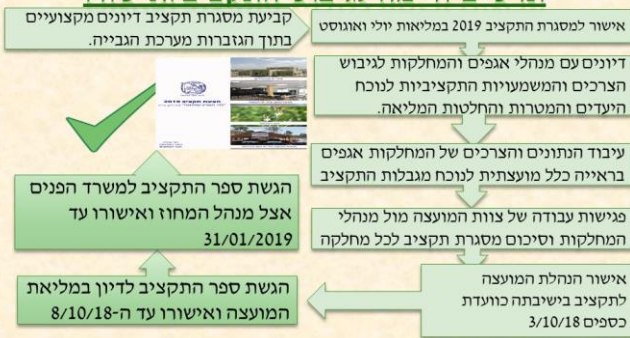 קביעת מסגרת תקציב דיונים מקצועיים
בתוך הגזברות מערכת הגבייה.
אישור למסגרת התקציב 2019 במליאות יולי ואוגוסט
דיונים עם מנהלי אגפים והמחלקות לגיבוש
הצרכים והמשמעויות התקציביות לנוכח
היעדים והמטרות והחלטות המליאה.
עיבוד הנתונים והצרכים של המחלקות אגפים
בראייה כלל מועצתית לנוכח מגבלות התקציב
פגישות עבודה של צוות המועצה מול מנהלי
המחלקות וסיכום מסגרת תקציב לכל מחלקה
אישור הנהלת המועצה
לתקציב בישיבתה כוועדת
כספים 3/10/18
הגשת ספר התקציב לדיון במליאת
המועצה ואישורו עד ה-8/10/18
הגשת ספר התקציב למשרד הפנים
אצל מנהל המחוז ואישורו עד
31/01/2019